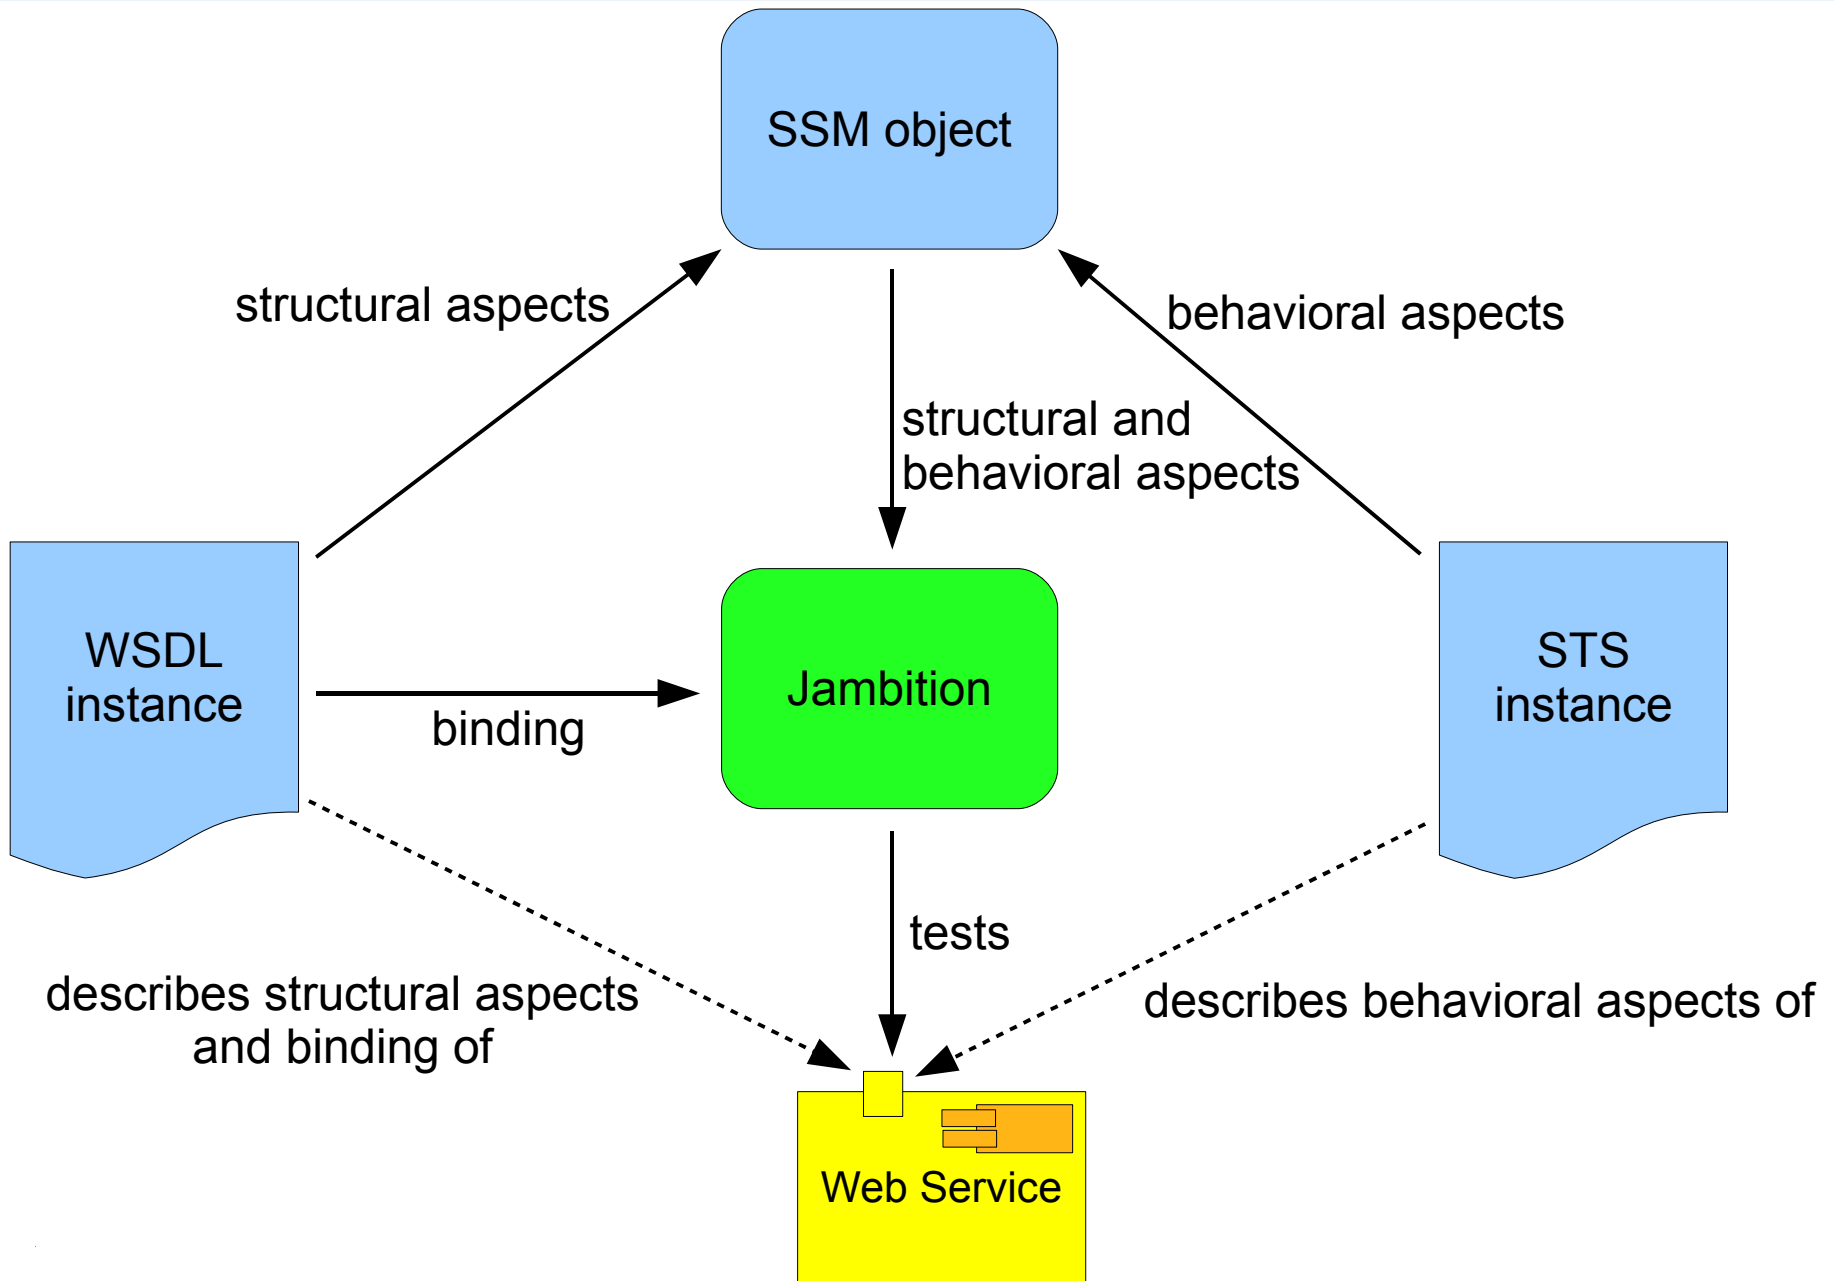 SSM object
structural aspects
behavioral aspects
structural and
behavioral aspects
WSDL
instance
binding
Jambition
STS
instance
tests
describes structural aspects
and binding of
describes behavioral aspects of
Web Service